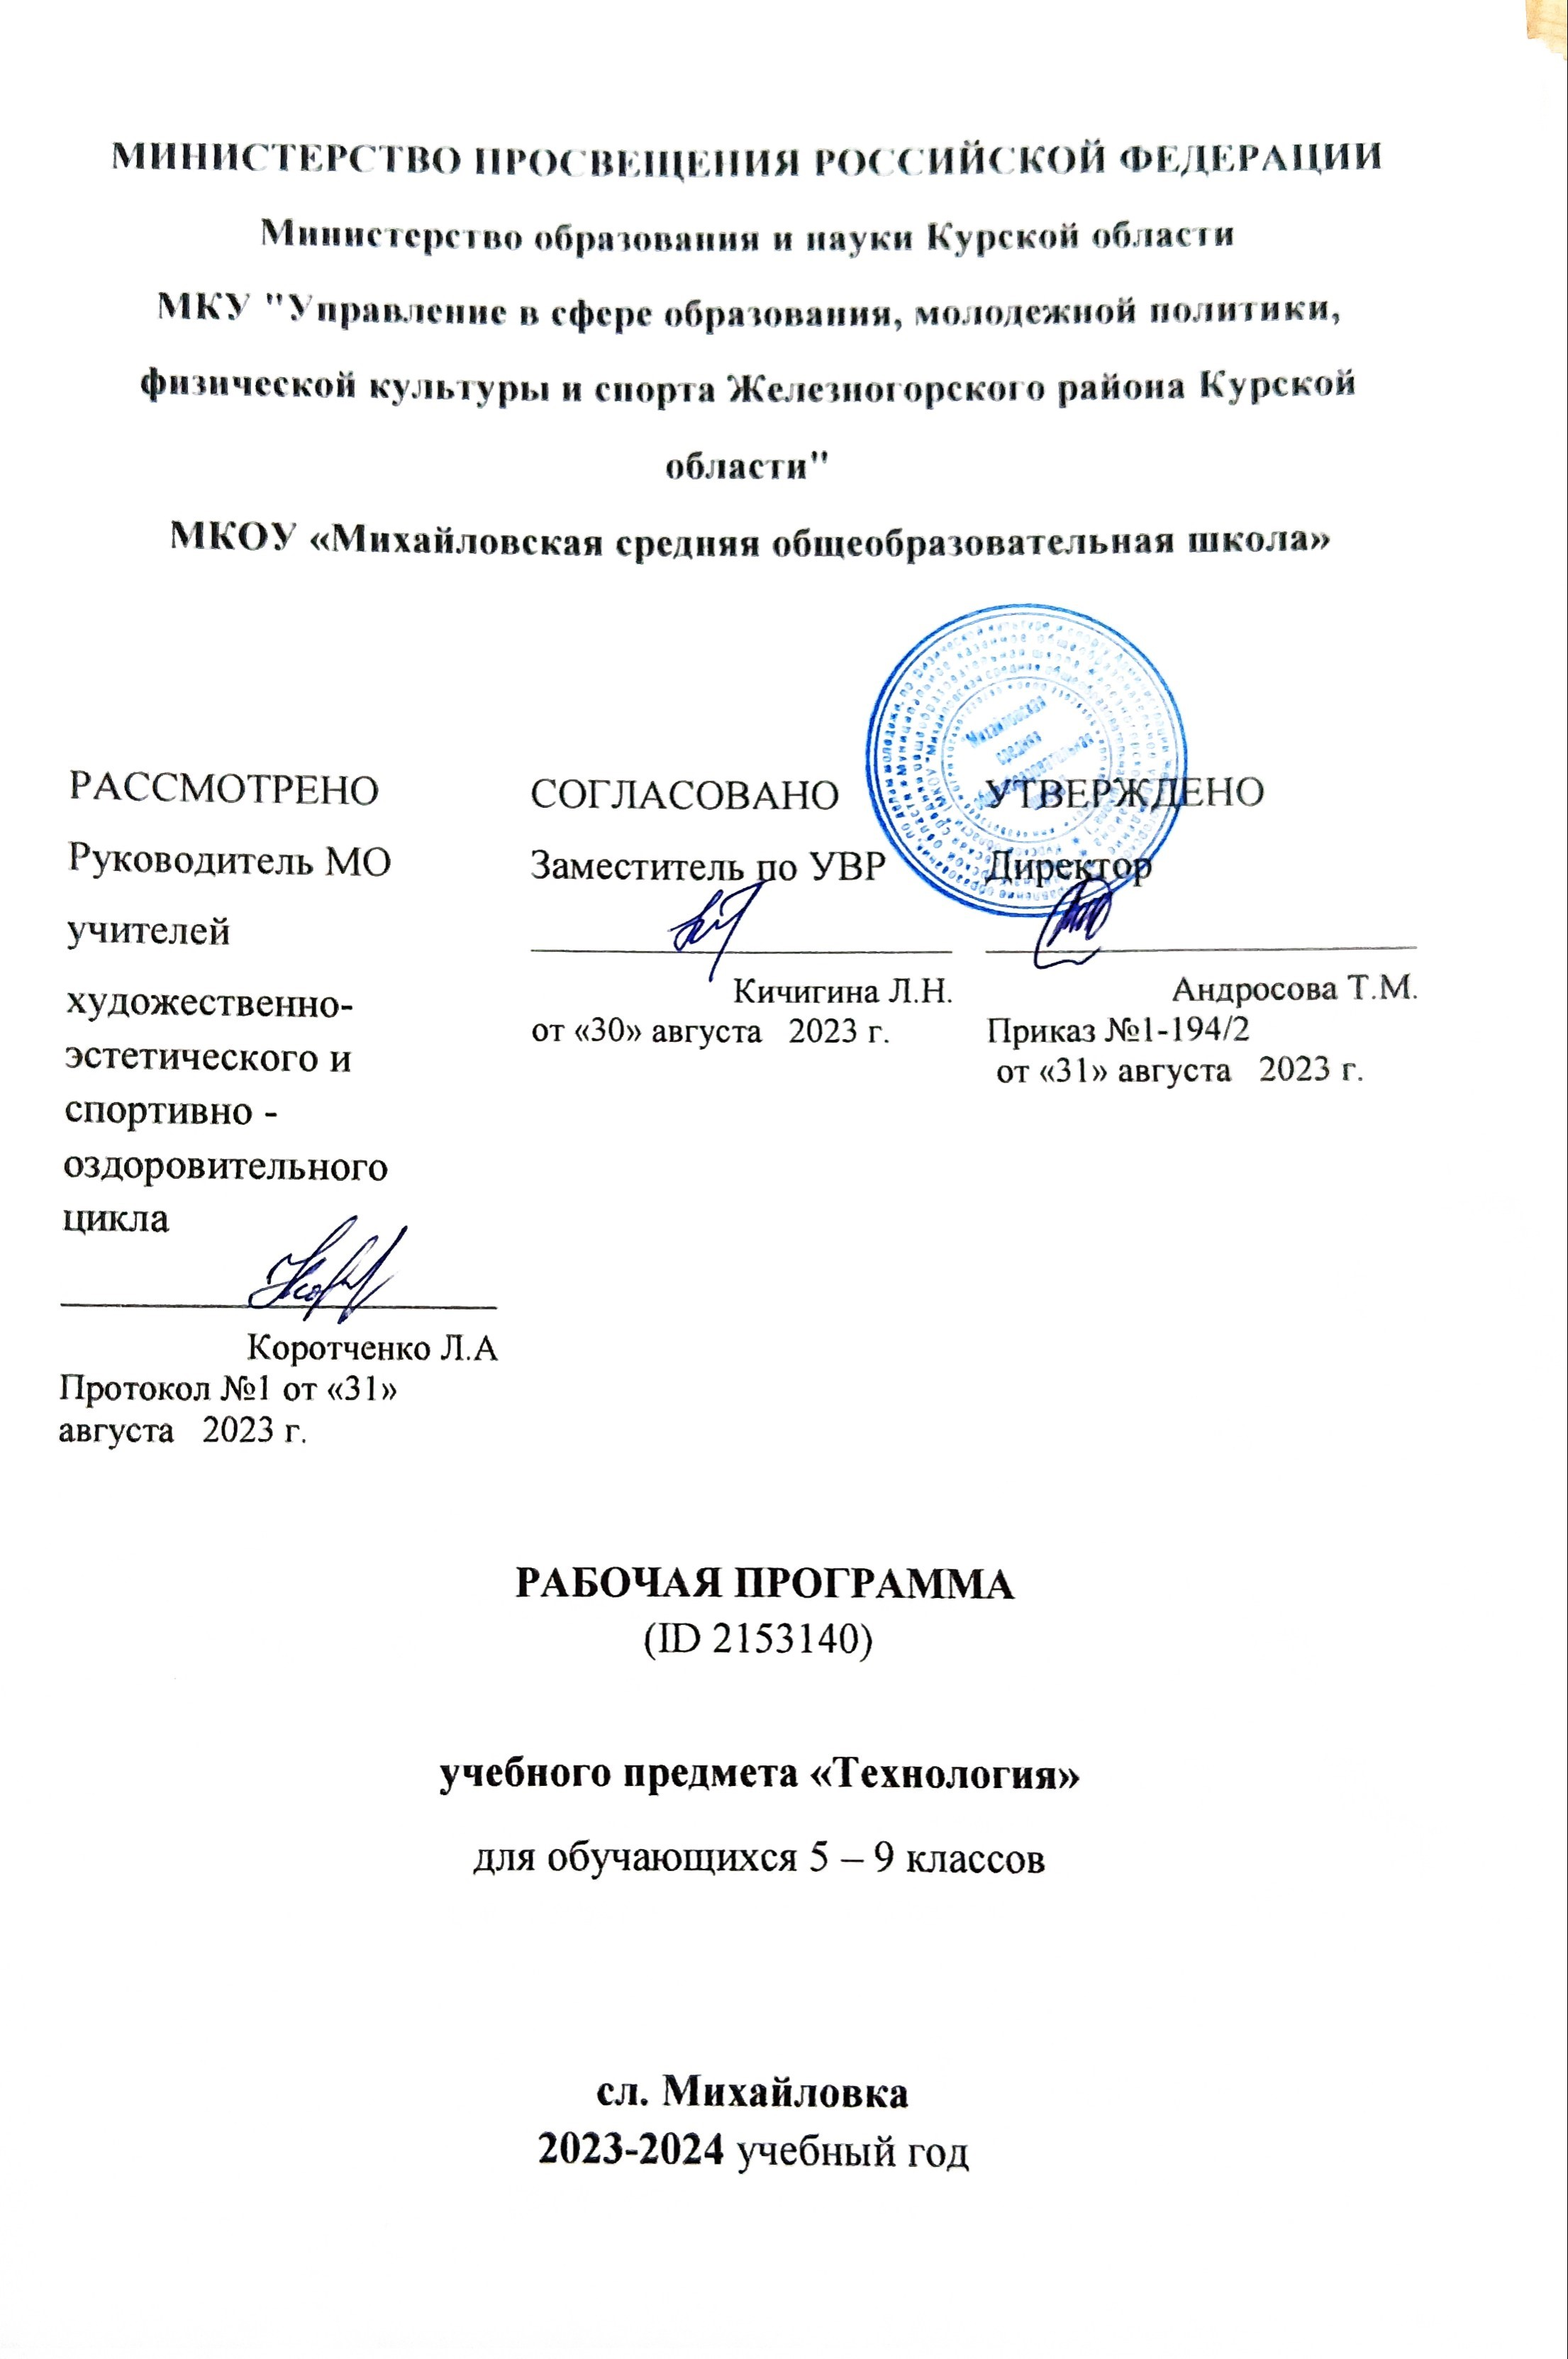 МИНИСТЕРСТВО ПРОСВЕЩЕНИЯ РОССИЙСКОЙ ФЕДЕРАЦИИ
Министерство образования и науки Курской области
МКУ "Управление в сфере образования, молодежной политики,
физической культуры и спорта Железногорского района Курской
области"
МКОУ «Михайловская средняя общеобразовательная школа»
Михайловская
средняя
общеобразовательная
РАССМОТРЕНО
Руководитель МО
учителей
художественно-
эстетического и
спортивно -
оздоровительного
цикла
Коротченко Л.А
Протокол №1 от «31»
августа 2023 г.
СОГЛАСОВАНО
Заместитель по УВР
Кичигина Л.Н.
от «30» августа 2023 г.
УТВЕРЖДЕНО
Директор
Андросова Т.М.
Приказ №1-194/2
от «31» августа 2023 г.
РАБОЧАЯ ПРОГРАММА
(ID 2153140)
учебного предмета «Технология»
для обучающихся 5 – 9 классов
сл. Михайловка
2023-2024 учебный год